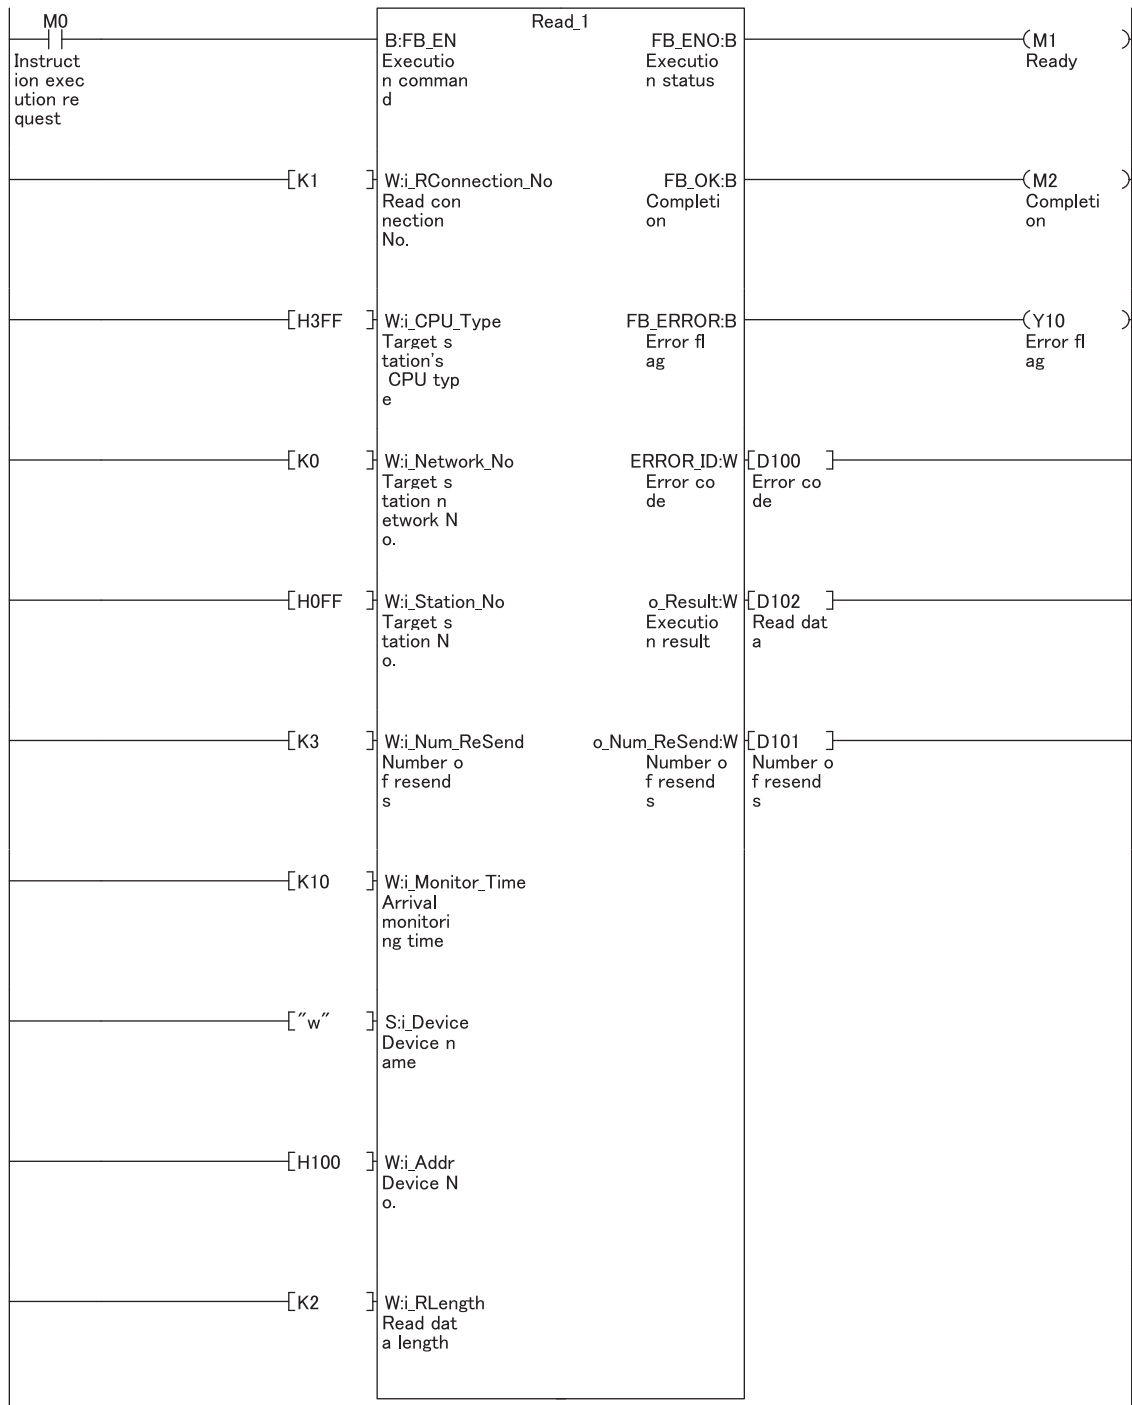 M0
Instruct
ion exec
ution re
quest
Read_1
B:FB_EN
Executio
n comman
d
FB_ENO:B
Executio
n status
M1
Ready
K1
W:i_RConnection_No
Read con
nection
No.
FB_OK:B
Completi
on
M2
Completi
on
H3FF
W:i_CPU_Type
Target s
tation's
CPU typ
e
FB_ERROR:B
Error fl
ag
Y10
Error fl
ag
K0
W:i_Network_No
Target s
tation n
etwork N
o.
ERROR_ID:W
Error co
de
D100
Error co
de
H0FF
W:i_Station_No
Target s
tation N
o.
o_Result:W
Executio
n result
D102
Read dat
a
K3
W:i_Num_ReSend
Number o
f resend
s
o_Num_ReSend:W
Number o
f resend
s
D101
Number o
f resend
s
K10
W:i_Monitor_Time
Arrival
monitori
ng time
"w"
S:i_Device
Device n
ame
H100
W:i_Addr
Device N
o.
K2
W:i_RLength
Read dat
a length